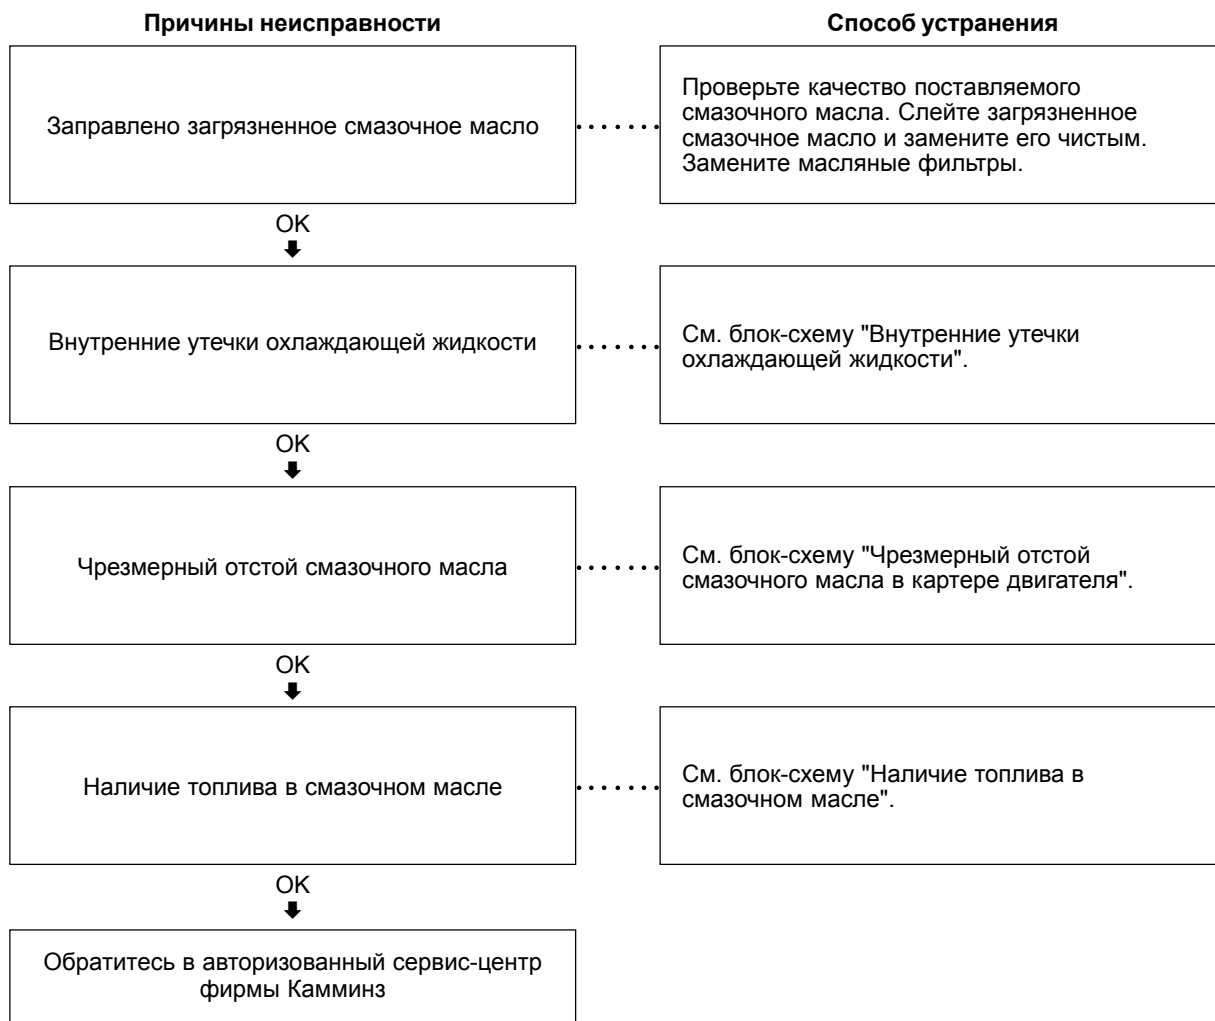 Причины неисправности
Способ устранения
Заправлено загрязненное смазочное масло
Проверьте качество поставляемого
смазочного масла. Слейте загрязненное
смазочное масло и замените его чистым.
Замените масляные фильтры.
OK
Внутренние утечки охлаждающей жидкости
См. блок-схему "Внутренние утечки
охлаждающей жидкости".
OK
Чрезмерный отстой смазочного масла
См. блок-схему "Чрезмерный отстой
смазочного масла в картере двигателя".
OK
Наличие топлива в смазочном масле
См. блок-схему "Наличие топлива в
смазочном масле".
OK
Обратитесь в авторизованный сервис-центр
фирмы Камминз